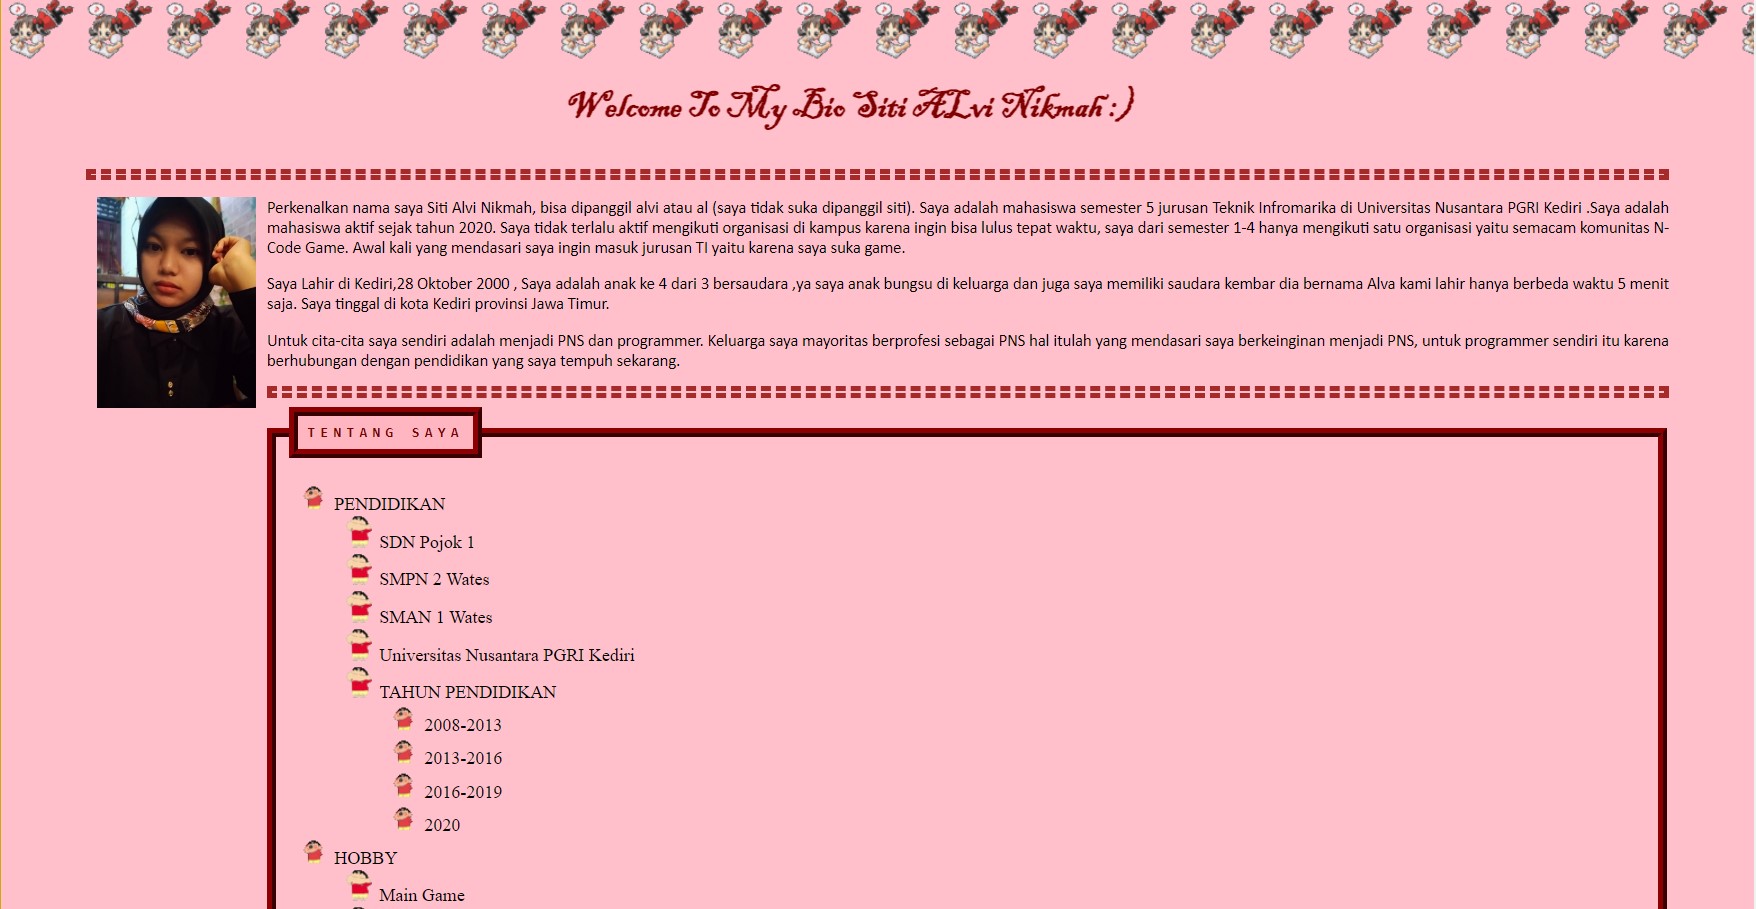 Welcome To My Bio Siti ALvi Nikmah :)
Perkenalkan nama saya Siti Alvi Nikmah, bisa dipanggil alvi atau al (saya tidak suka dipanggil siti). Saya adalah mahasiswa semester 5 jurusan Teknik Infromarika di Universitas Nusantara PGRI Kediri .Saya adalah
mahasiswa aktif sejak tahun 2020. Saya tidak terlalu aktif mengikuti organisasi di kampus karena ingin bisa lulus tepat waktu, saya dari semester 1-4 hanya mengikuti satu organisasi yaitu semacam komunitas N-
Code Game. Awal kali yang mendasari saya ingin masuk jurusan TI yaitu karena saya suka game.
Saya Lahir di Kediri,28 Oktober 2000 , Saya adalah anak ke 4 dari 3 bersaudara ,ya saya anak bungsu di keluarga dan juga saya memiliki saudara kembar dia bernama Alva kami lahir hanya berbeda waktu 5 menit
saja. Saya tinggal di kota Kediri provinsi Jawa Timur.
Untuk cita-cita saya sendiri adalah menjadi PNS dan programmer. Keluarga saya mayoritas berprofesi sebagai PNS hal itulah yang mendasari saya berkeinginan menjadi PNS, untuk programmer sendiri itu karena
berhubungan dengan pendidikan yang saya tempuh sekarang.
TENTANG SAYA
PENDIDIKAN
SDN Pojok 1
SMPN 2 Wates
SMAN 1 Wates
Universitas Nusantara PGRI Kediri
TAHUN PENDIDIKAN
2008-2013
2013-2016
2016-2019
2020
HOBBY
Main Game